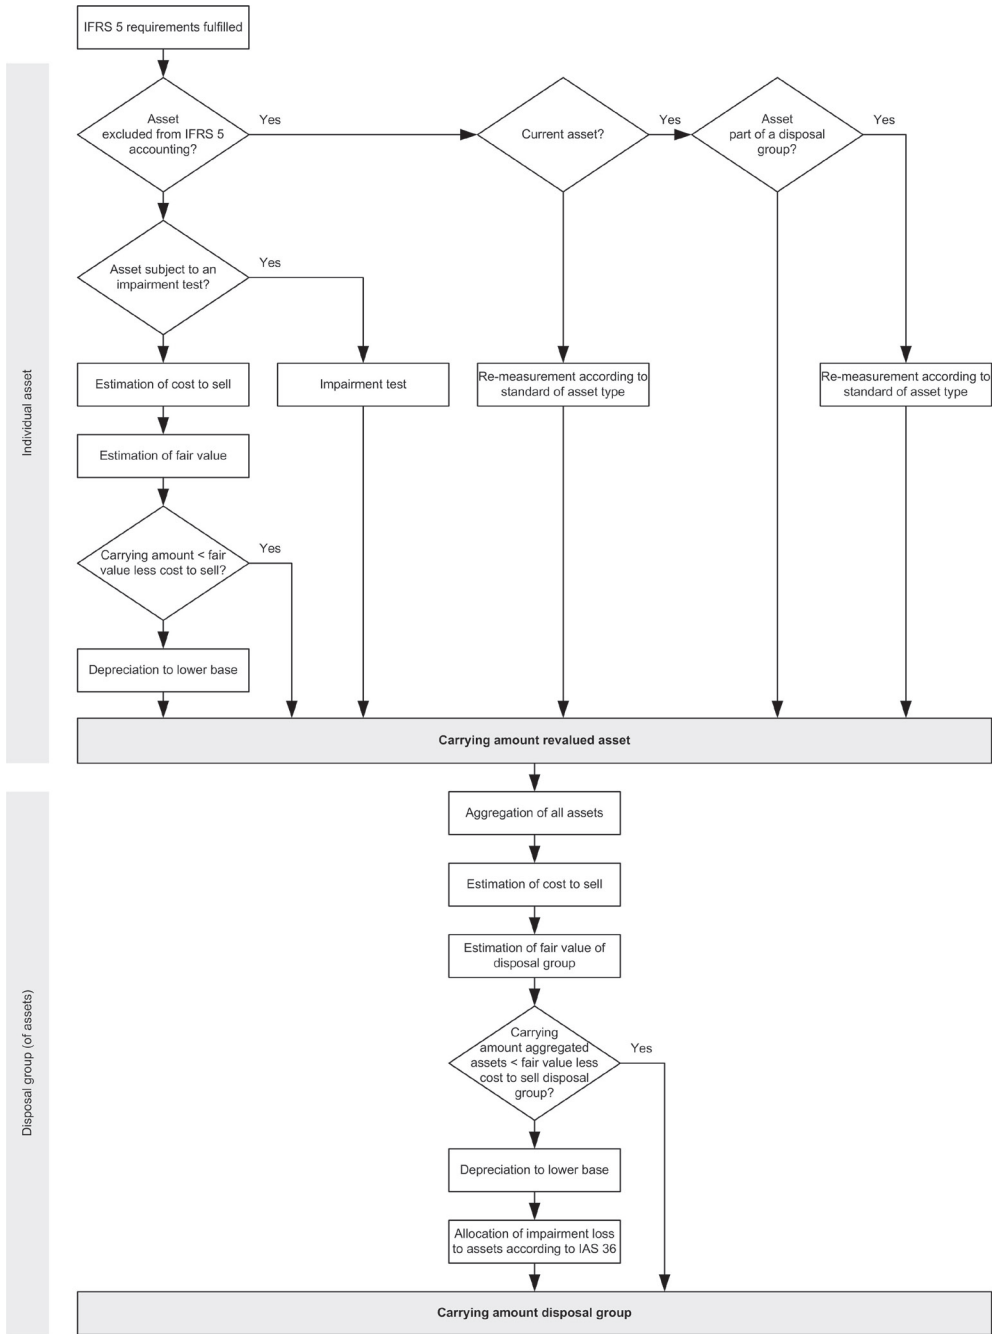 IFRS 5 requirements fulfilled
Asset
excluded from IFRS 5
accounting?
Yes
Current asset?
Yes
Asset
part of a disposal
group?
Yes
Asset subject to an
impairment test?
Yes
Individual asset
Estimation of cost to sell
Impairment test
Re-measurement according to
standard of asset type
Re-measurement according to
standard of asset type
Estimation of fair value
Carrying amount < fair
value less cost to sell?
Yes
Depreciation to lower base
Carrying amount revalued asset
Disposal group (of assets)
Aggregation of all assets
Estimation of cost to sell
Estimation of fair value of
disposal group
Carrying
amount aggregated
assets < fair value less
cost to sell disposal
group?
Yes
Depreciation to lower base
Allocation of impairment loss
to assets according to IAS 36
Carrying amount disposal group